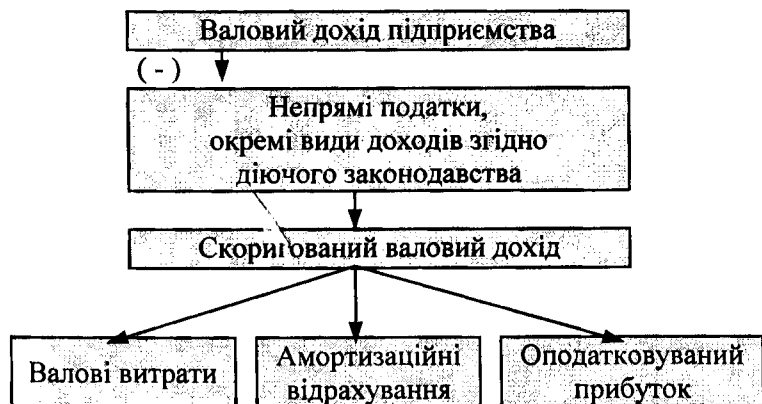 Валовий дохід підприємства
( - )
Непрямі податки,
окремі види доходів згідно
діючого законодавства
Скоригований валовий дохід
Валові витрати
Амортизаційні
відрахування
Оподатковуваний
прибуток